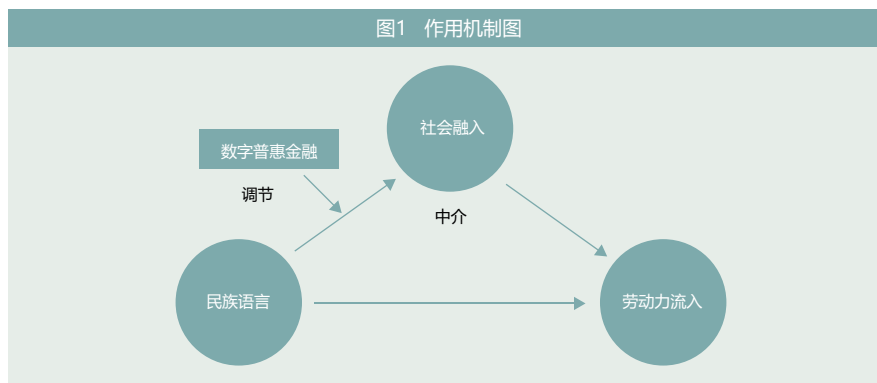 图1 作用机制图
社会融入
数字普惠金融
调节
中介
民族语言
劳动力流入